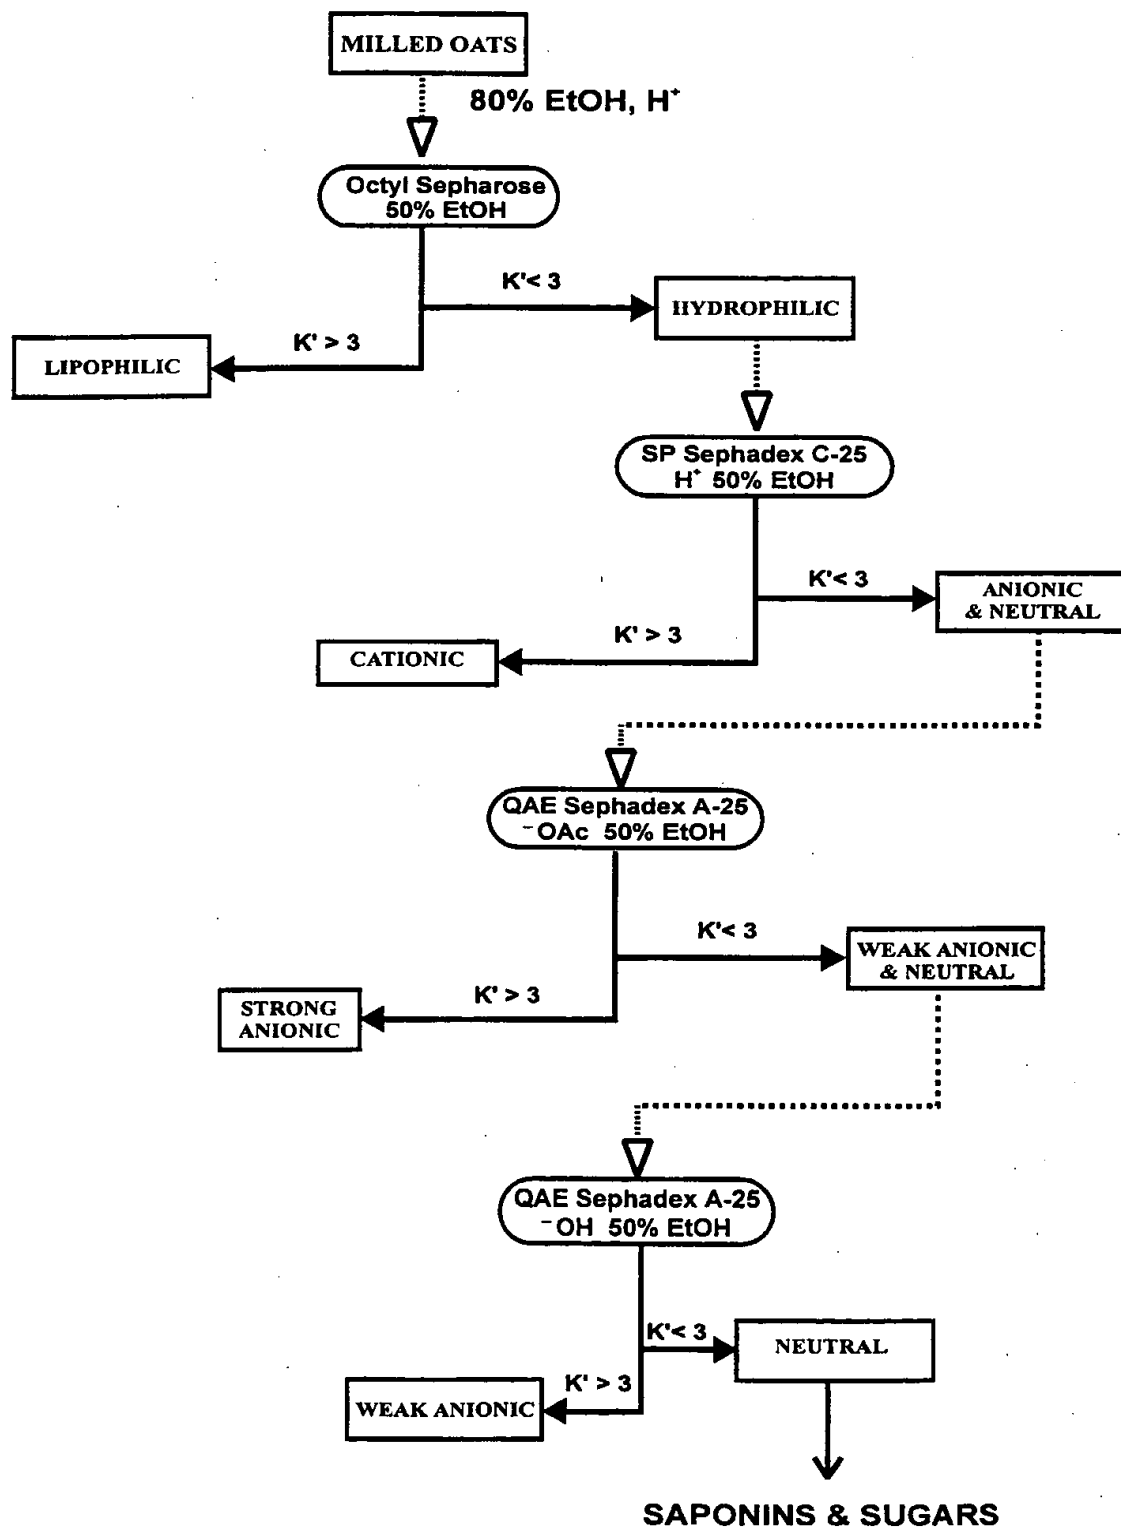 MILLED OATS
80% EtOH, H⁺
Octyl Sepharose
50% EtOH
K'< 3
HYDROPHILIC
K' > 3
LIPOPHILIC
SP Sephadex C-25
H⁺ 50% EtOH
K'< 3
ANIONIC
& NEUTRAL
K' > 3
CATIONIC
QAE Sephadex A-25
⁻OAc 50% EtOH
K'< 3
WEAK ANIONIC
& NEUTRAL
K' > 3
STRONG
ANIONIC
QAE Sephadex A-25
⁻OH 50% EtOH
K'< 3
NEUTRAL
K' > 3
WEAK ANIONIC
SAPONINS & SUGARS